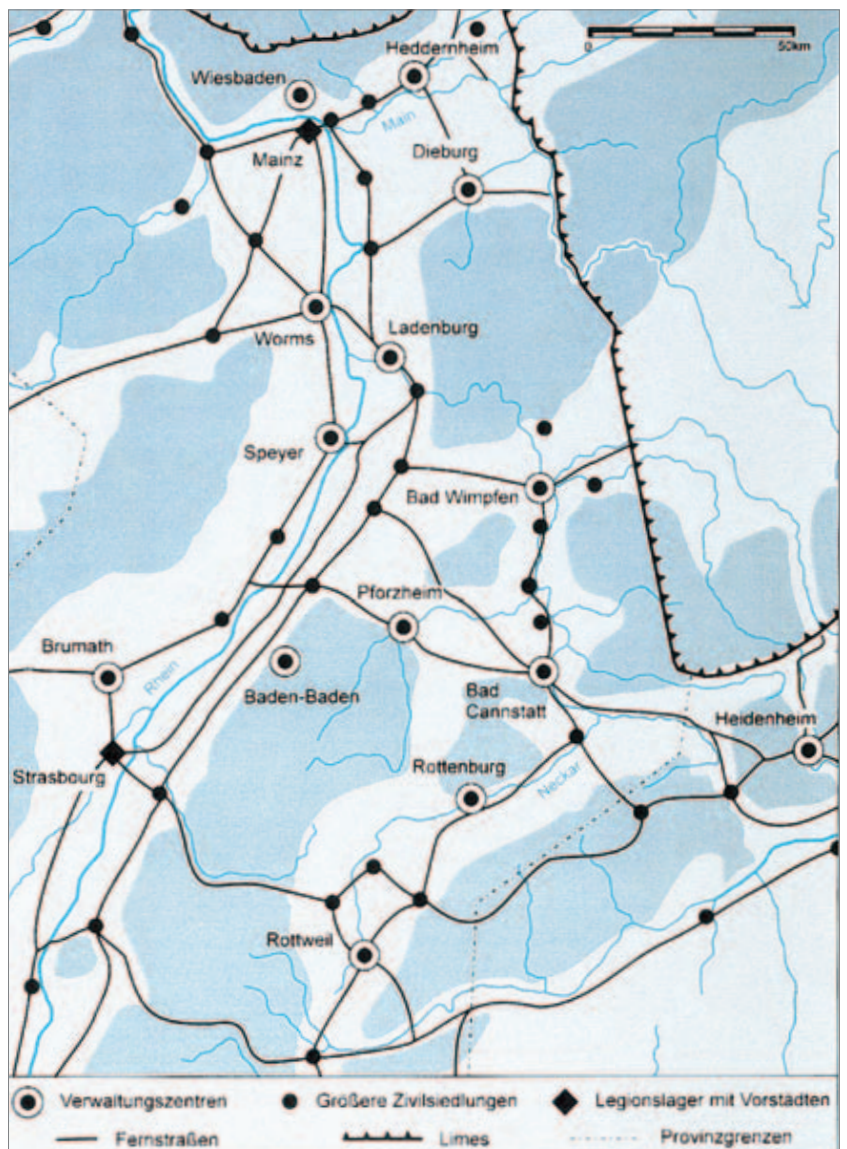 Heddernheim
0 50km
Wiesbaden
Main
Mainz
Dieburg
Worms
Ladenburg
Speyer
Bad Wimpfen
Pforzheim
Brumath
Rhein
Baden-Baden
Bad
Cannstatt
Heidenheim
Strasbourg
Rottenburg
Neckar
Rottweil
Verwaltungszentren Größere Zivilsiedlungen Legionslager mit Vorstädten
Fernstraßen Limes Provinzgrenzen